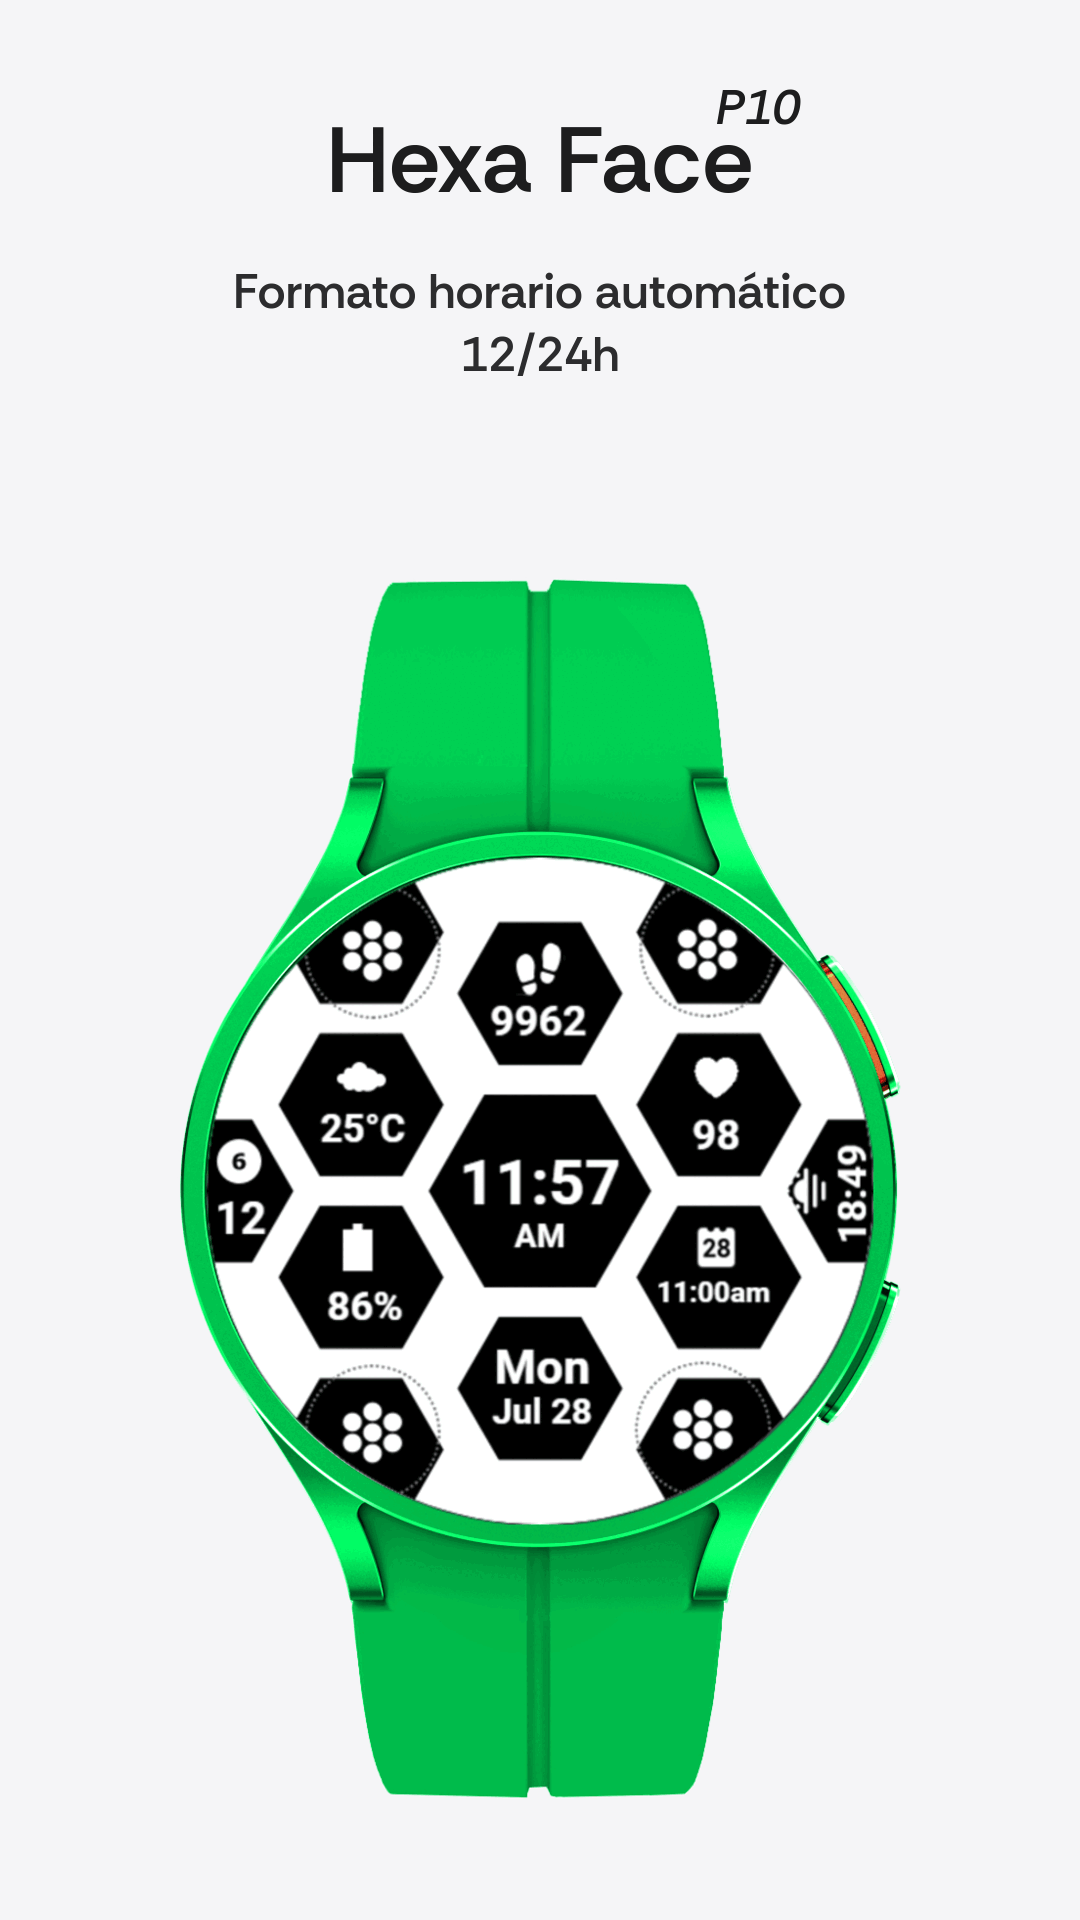 P10
Hexa Face
Formato horario automático
12/24h
9962
25°C
98
6
12
11:57
AM
18:49
86%
28
11:00am
Mon
Jul 28